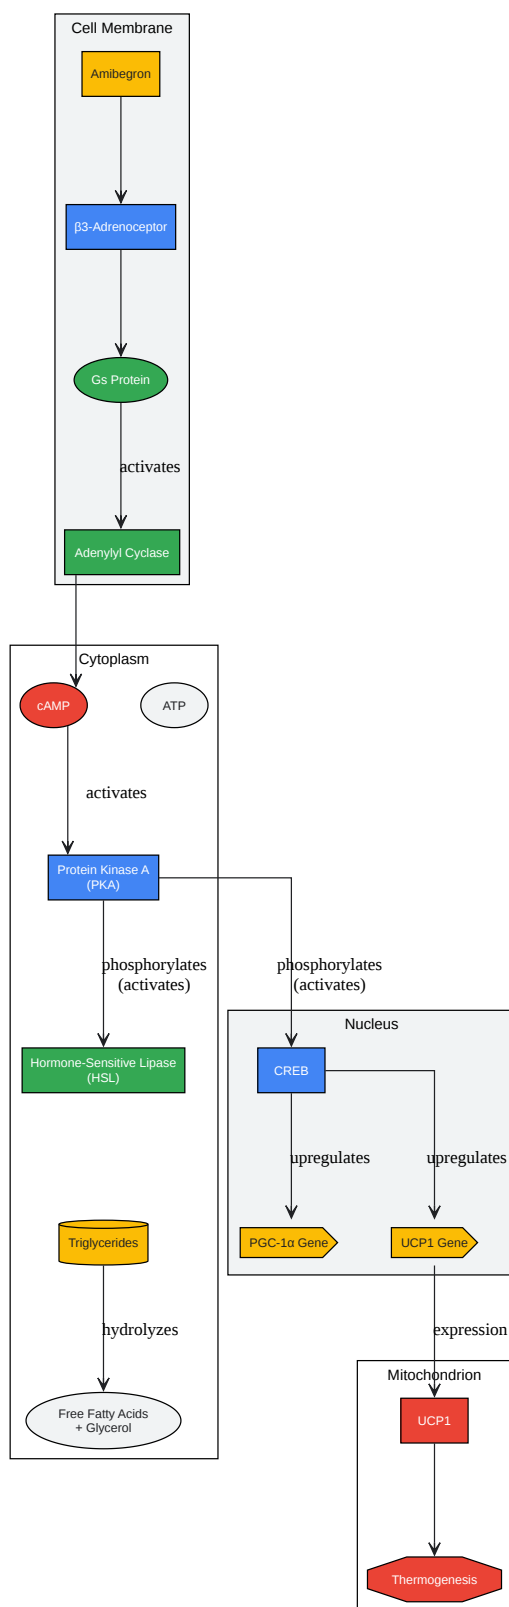 Cell Membrane
Amibegron
β3-Adrenoceptor
Gs Protein
activates
Adenylyl Cyclase
Cytoplasm
cAMP
ATP
activates
Protein Kinase A
(PKA)
phosphorylates
(activates)
phosphorylates
(activates)
Nucleus
Hormone-Sensitive Lipase
(HSL)
CREB
upregulates
upregulates
Triglycerides
PGC-1α Gene
UCP1 Gene
hydrolyzes
expression
Mitochondrion
Free Fatty Acids
+ Glycerol
UCP1
Thermogenesis